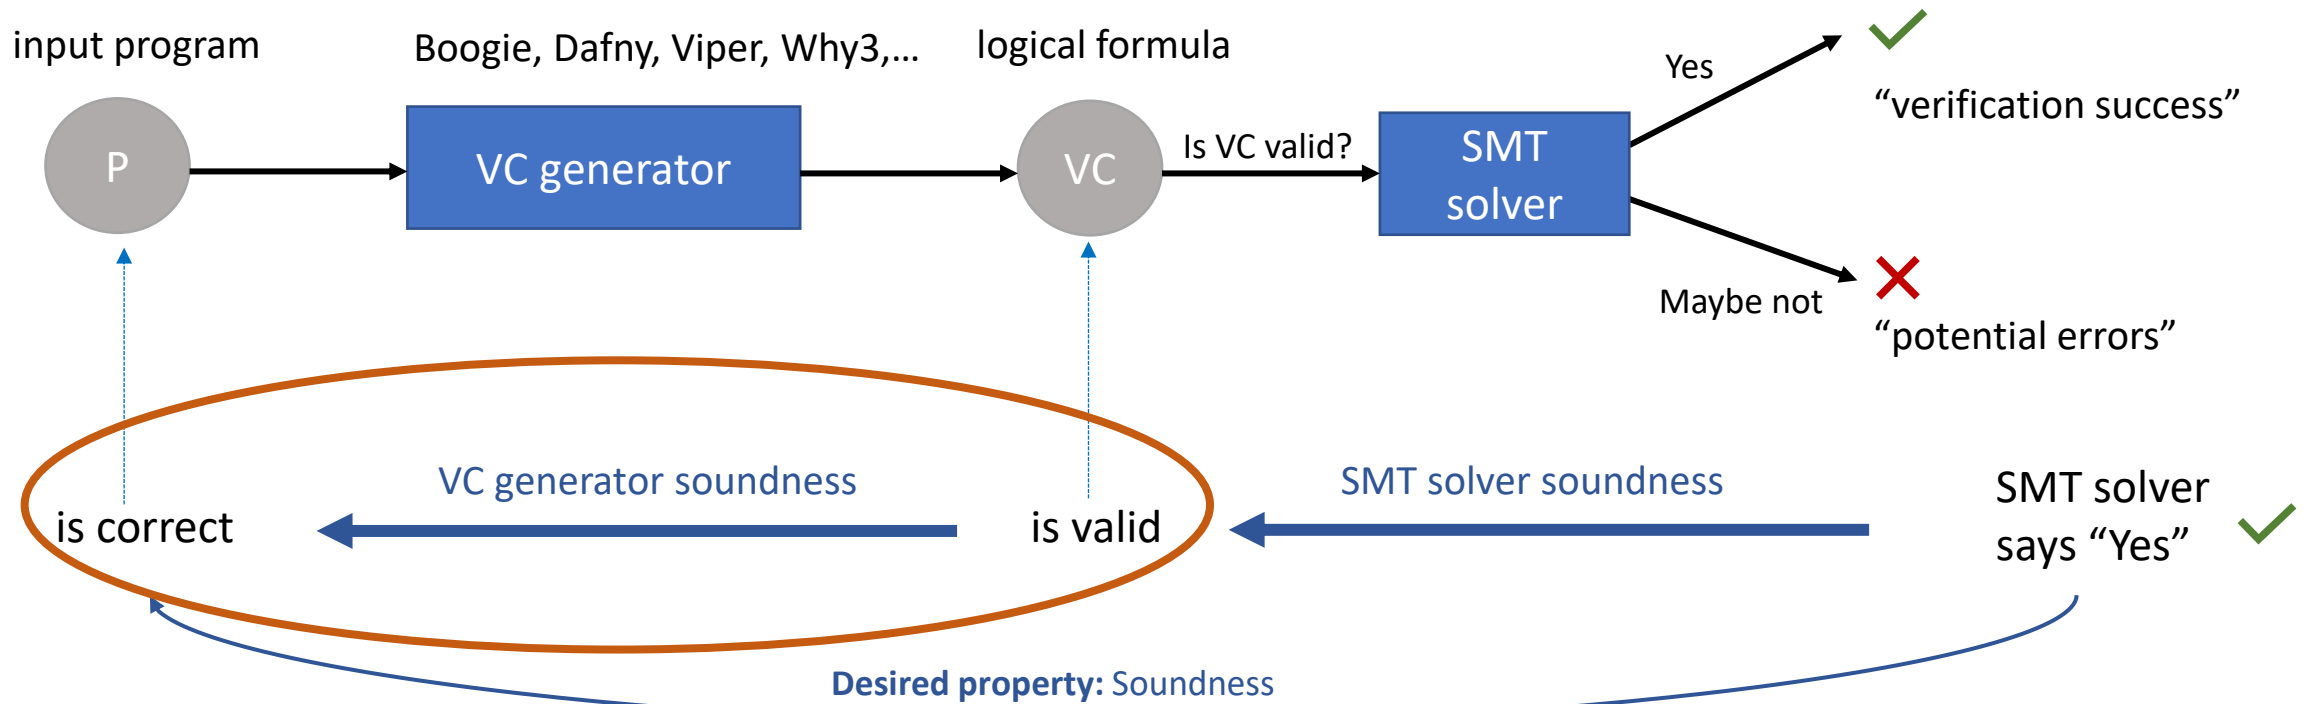 input program
Boogie, Dafny, Viper, Why3,...
logical formula
P
VC generator
VC
Is VC valid?
SMT
solver
Yes
“verification success”
Maybe not
“potential errors”
is correct
VC generator soundness
is valid
SMT solver soundness
SMT solver
says “Yes”
Desired property: Soundness